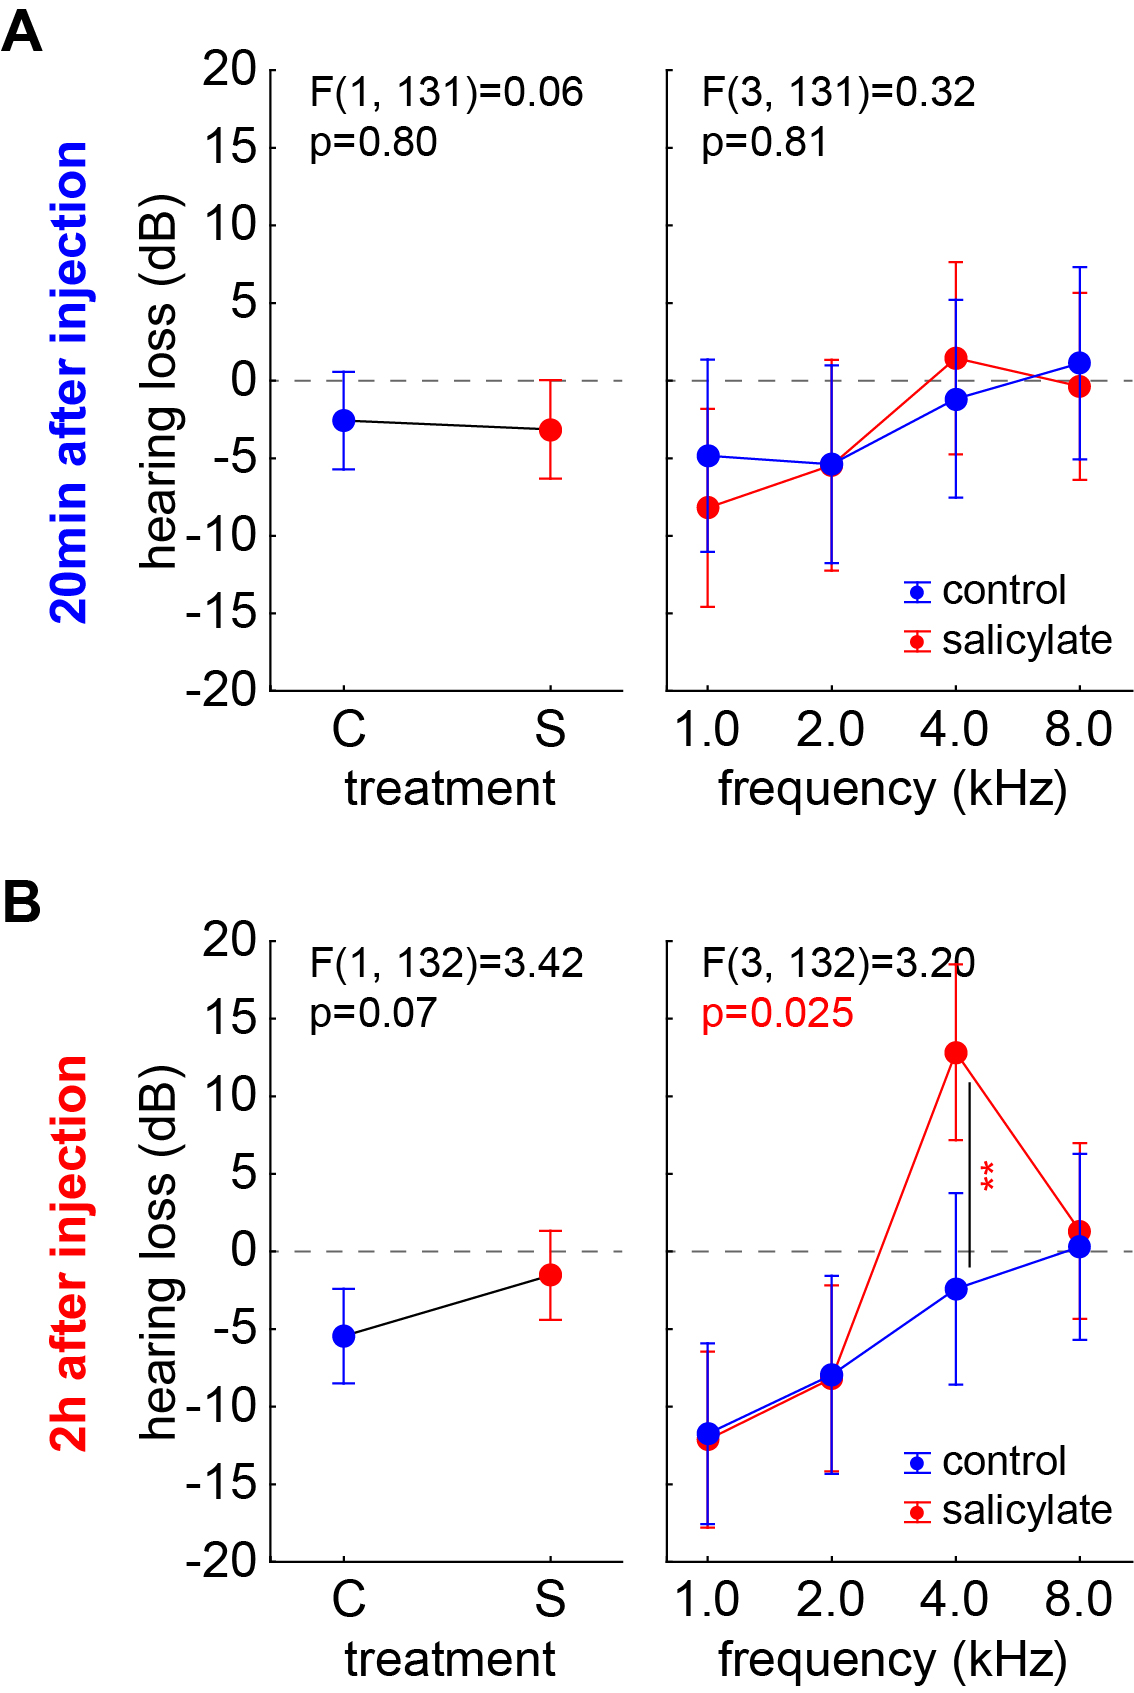 A
20min after injection
hearing loss (dB)
20
15
10
5
0
-5
-10
-15
-20
F(1, 131)=0.06
p=0.80
C S
treatment
F(3, 131)=0.32
p=0.81
control
salicylate
1.0 2.0 4.0 8.0
frequency (kHz)
B
2h after injection
hearing loss (dB)
20
15
10
5
0
-5
-10
-15
-20
F(1, 132)=3.42
p=0.07
C S
treatment
F(3, 132)=3.20
p=0.025
**
control
salicylate
1.0 2.0 4.0 8.0
frequency (kHz)